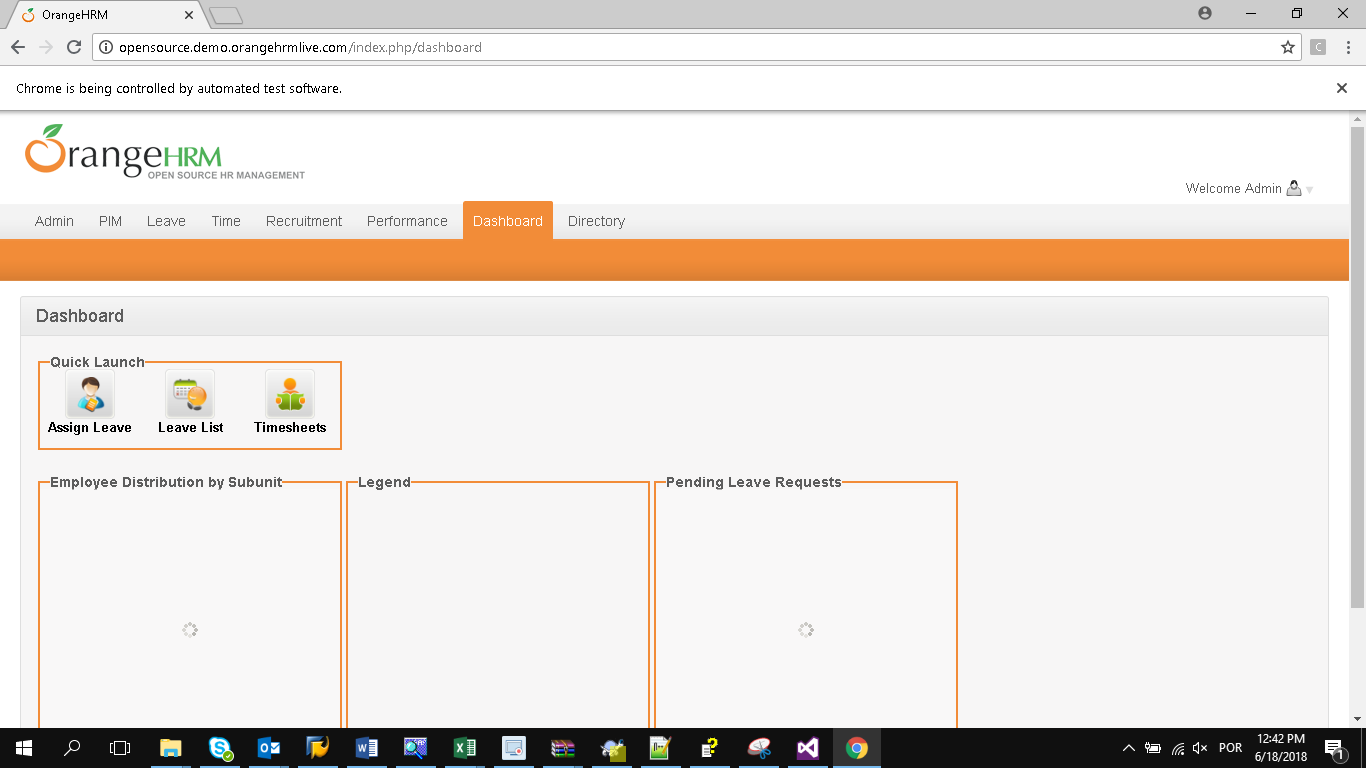 OrangeHRM
opensource.demo.orangehrmlive.com/index.php/dashboard
C
Chrome is being controlled by automated test software.
OrangeHRM
OPEN SOURCE HR MANAGEMENT
Welcome Admin
Admin PIM Leave Time Recruitment Performance Dashboard Directory
Dashboard
Quick Launch
Assign Leave Leave List Timesheets
Employee Distribution by Subunit Legend Pending Leave Requests
POR
12:42 PM
6/18/2018
1